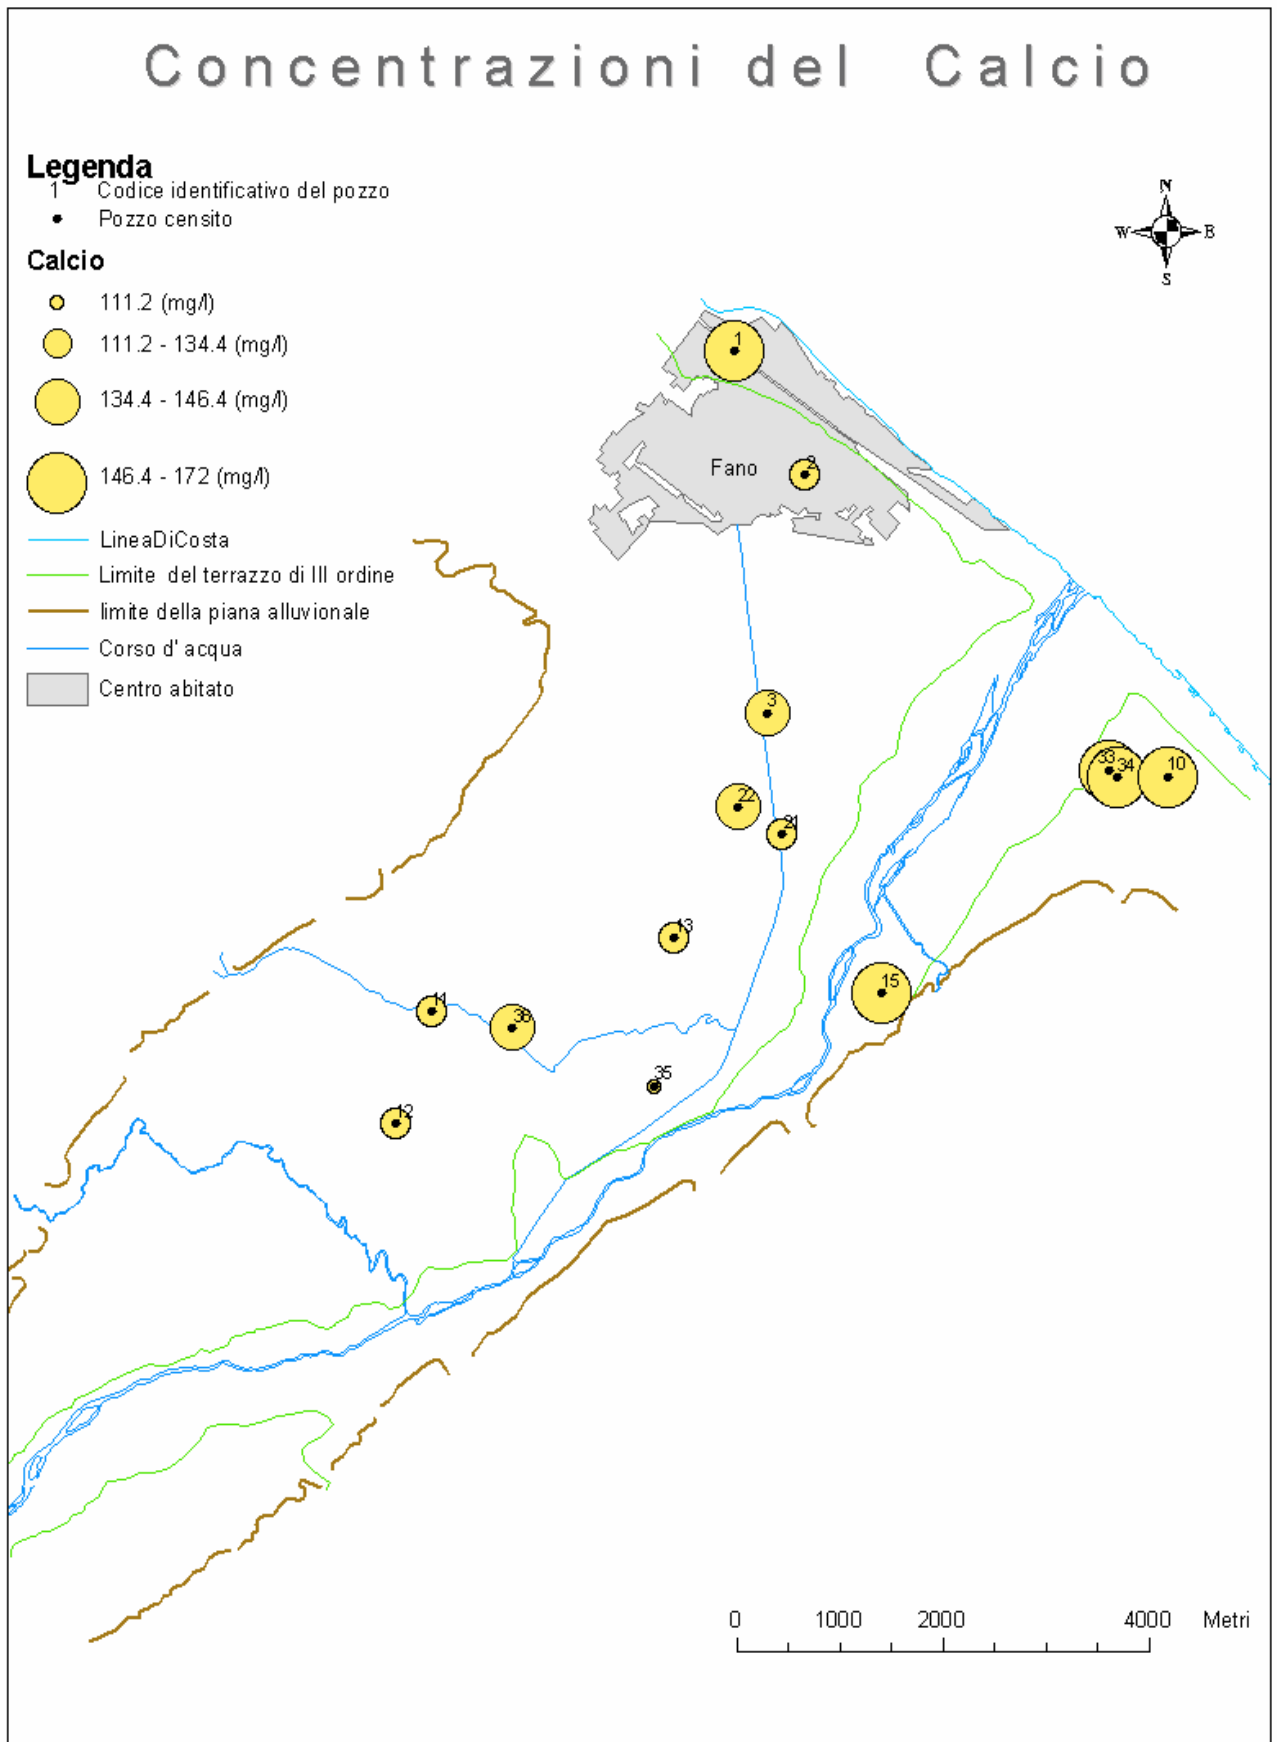 Concentrazioni del Calcio
Legenda
1 Codice identificativo del pozzo
Pozzo censito
Calcio
111.2 (mg/l)
111.2 - 134.4 (mg/l)
134.4 - 146.4 (mg/l)
146.4 - 172 (mg/l)
LineaDiCosta
Limite del terrazzo di III ordine
limite della piana alluvionale
Corso d' acqua
Centro abitato
N
W E
S
1
Fano
2
3
33
34
10
22
21
13
15
11
36
35
12
0 1000 2000 4000 Metri